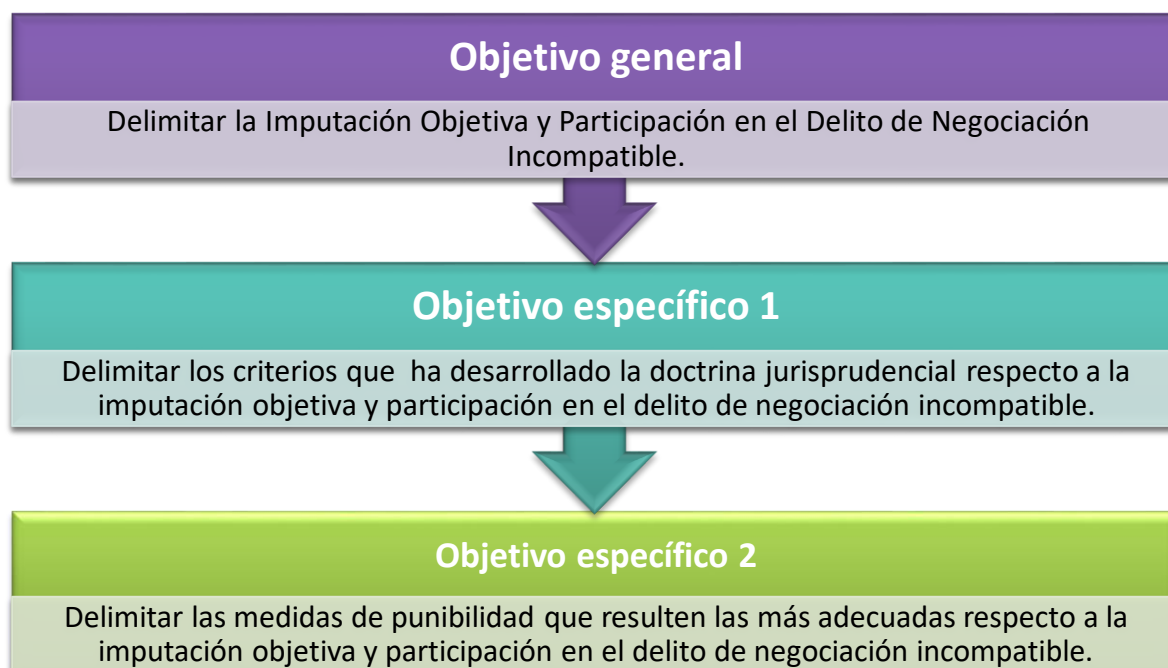 Objetivo general
Delimitar la Imputación Objetiva y Participación en el Delito de Negociación
Incompatible.
Objetivo específico 1
Delimitar los criterios que ha desarrollado la doctrina jurisprudencial respecto a la
imputación objetiva y participación en el delito de negociación incompatible.
Objetivo específico 2
Delimitar las medidas de punibilidad que resulten las más adecuadas respecto a la
imputación objetiva y participación en el delito de negociación incompatible.